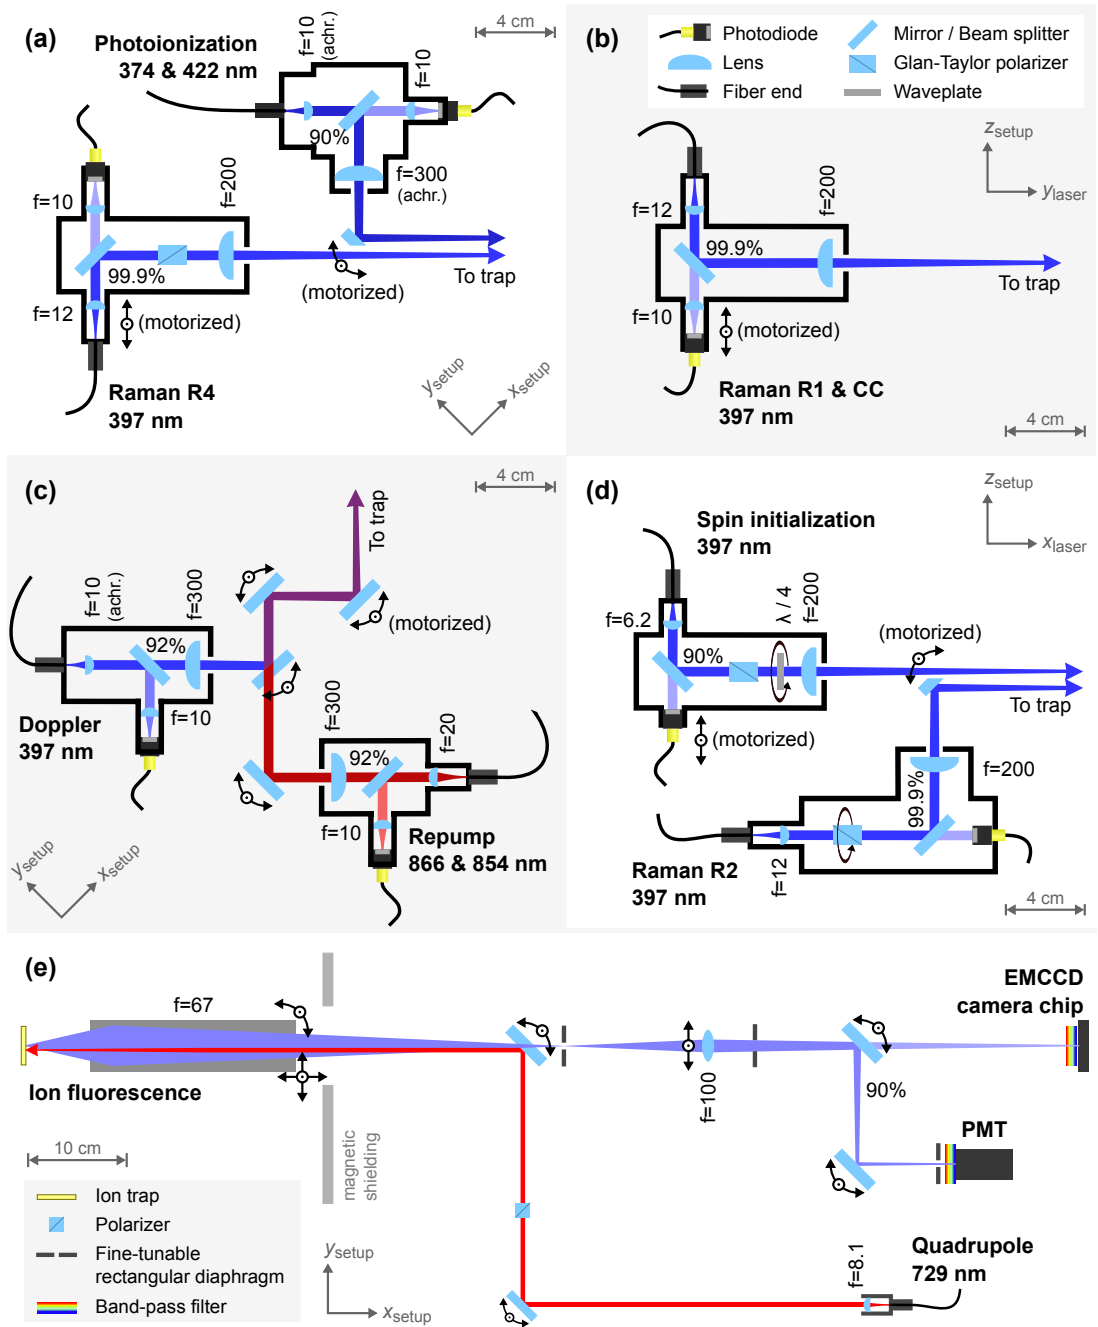 (a)
Photoionization
374 & 422 nm
f=10
(achr.)
f=10
4 cm
90%
f=300
(achr.)
f=10
f=200
99.9%
To trap
(motorized)
f=12
(motorized)
Raman R4
397 nm
ysetup
xsetup
(b)
Photodiode
Lens
Fiber end
Mirror / Beam splitter
Glan-Taylor polarizer
Waveplate
zsetup
ylaser
f=12
f=200
99.9%
To trap
f=10
(motorized)
Raman R1 & CC
397 nm
4 cm
(c)
4 cm
To trap
f=10
(achr.)
f=300
(motorized)
92%
Doppler
397 nm
f=10
f=300
f=20
92%
f=10
Repump
866 & 854 nm
ysetup
xsetup
(d)
zsetup
xlaser
Spin initialization
397 nm
f=6.2
λ / 4
f=200
(motorized)
90%
To trap
(motorized)
f=200
99.9%
Raman R2
397 nm
f=12
4 cm
(e)
EMCCD
camera chip
f=67
Ion fluorescence
f=100
90%
PMT
10 cm
magnetic
shielding
Ion trap
Polarizer
Fine-tunable
rectangular diaphragm
Band-pass filter
ysetup
xsetup
f=8.1
Quadrupole
729 nm